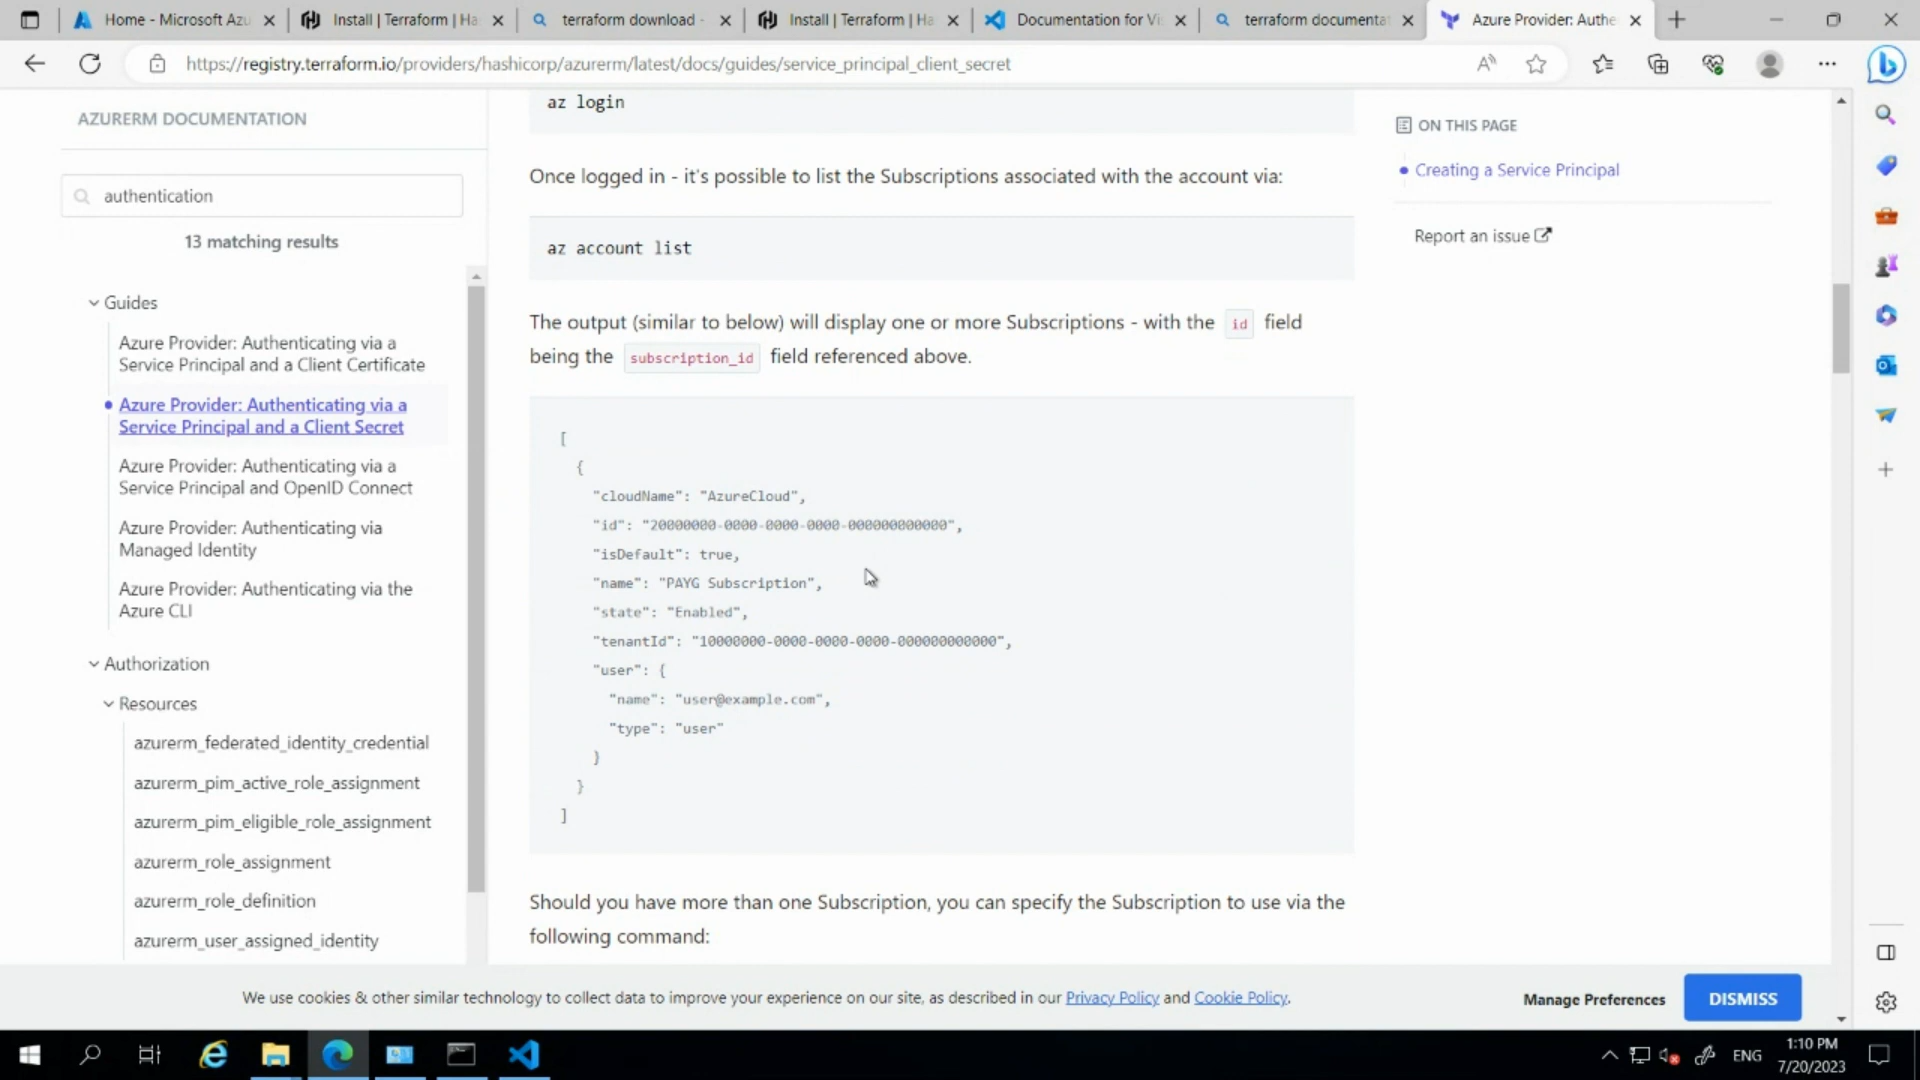 Home - Microsoft Azu
Install | Terraform | Ha
terraform download -
Install | Terraform | Ha
Documentation for Vis
terraform documentat
Azure Provider: Authe
https://registry.terraform.io/providers/hashicorp/azurerm/latest/docs/guides/service_principal_client_secret
AZURERM DOCUMENTATION
authentication
13 matching results
Guides
Azure Provider: Authenticating via a
Service Principal and a Client Certificate
Azure Provider: Authenticating via a
Service Principal and a Client Secret
Azure Provider: Authenticating via a
Service Principal and OpenID Connect
Azure Provider: Authenticating via
Managed Identity
Azure Provider: Authenticating via the
Azure CLI
Authorization
Resources
azurerm_federated_identity_credential
azurerm_pim_active_role_assignment
azurerm_pim_eligible_role_assignment
azurerm_role_assignment
azurerm_role_definition
azurerm_user_assigned_identity
az login
Once logged in - it's possible to list the Subscriptions associated with the account via:
az account list
The output (similar to below) will display one or more Subscriptions - with the id field
being the subscription_id field referenced above.
[
{
"cloudName": "AzureCloud",
"id": "20000000-0000-0000-0000-000000000000",
"isDefault": true,
"name": "PAYG Subscription",
"state": "Enabled",
"tenantId": "10000000-0000-0000-0000-000000000000",
"user": {
"name": "user@example.com",
"type": "user"
}
}
]
Should you have more than one Subscription, you can specify the Subscription to use via the
following command:
ON THIS PAGE
Creating a Service Principal
Report an issue
We use cookies & other similar technology to collect data to improve your experience on our site, as described in our Privacy Policy and Cookie Policy.
Manage Preferences
DISMISS
ENG
1:10 PM
7/20/2023